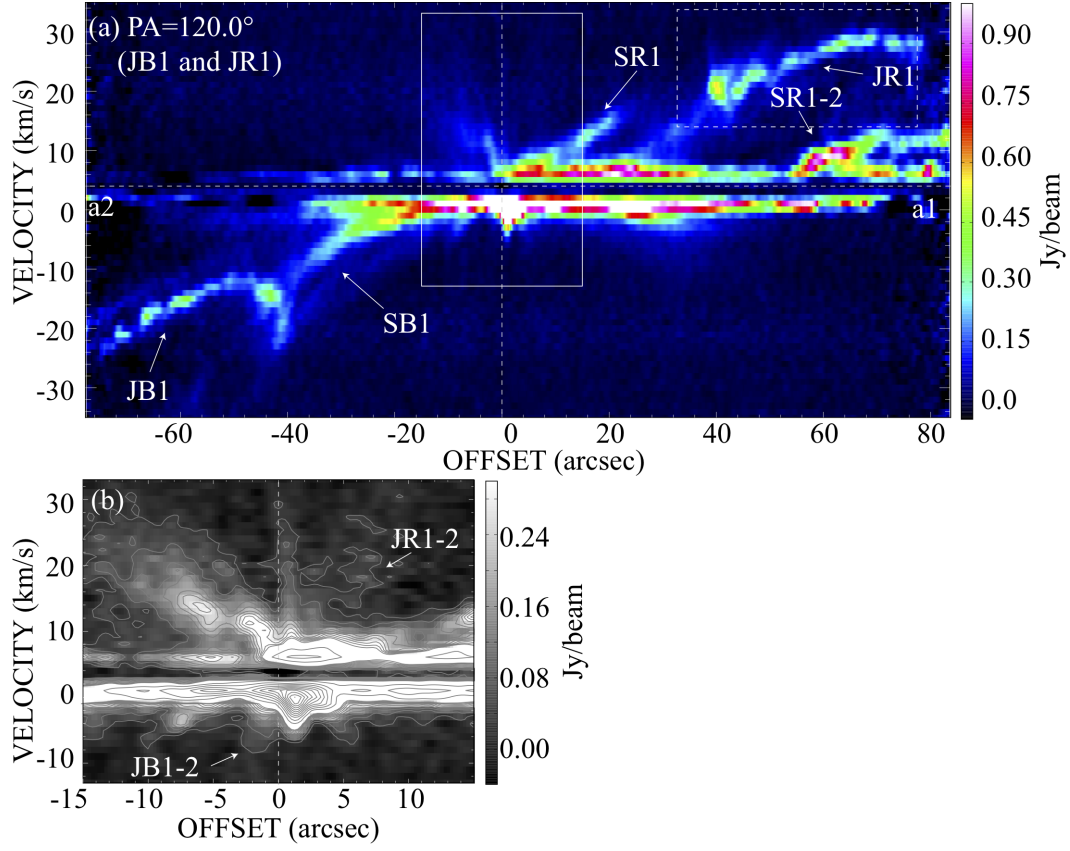 (a) PA=120.0°
(JB1 and JR1)
SR1
JR1
SR1-2
a2
a1
SB1
JB1
30
20
10
0
-10
-20
-30
VELOCITY (km/s)
-60
-40
-20
0
20
40
60
80
OFFSET (arcsec)
0.90
0.75
0.60
0.45
0.30
0.15
0.0
Jy/beam
(b)
JR1-2
JB1-2
30
20
10
0
-10
VELOCITY (km/s)
-15
-10
-5
0
5
10
OFFSET (arcsec)
0.24
0.16
0.08
0.00
Jy/beam